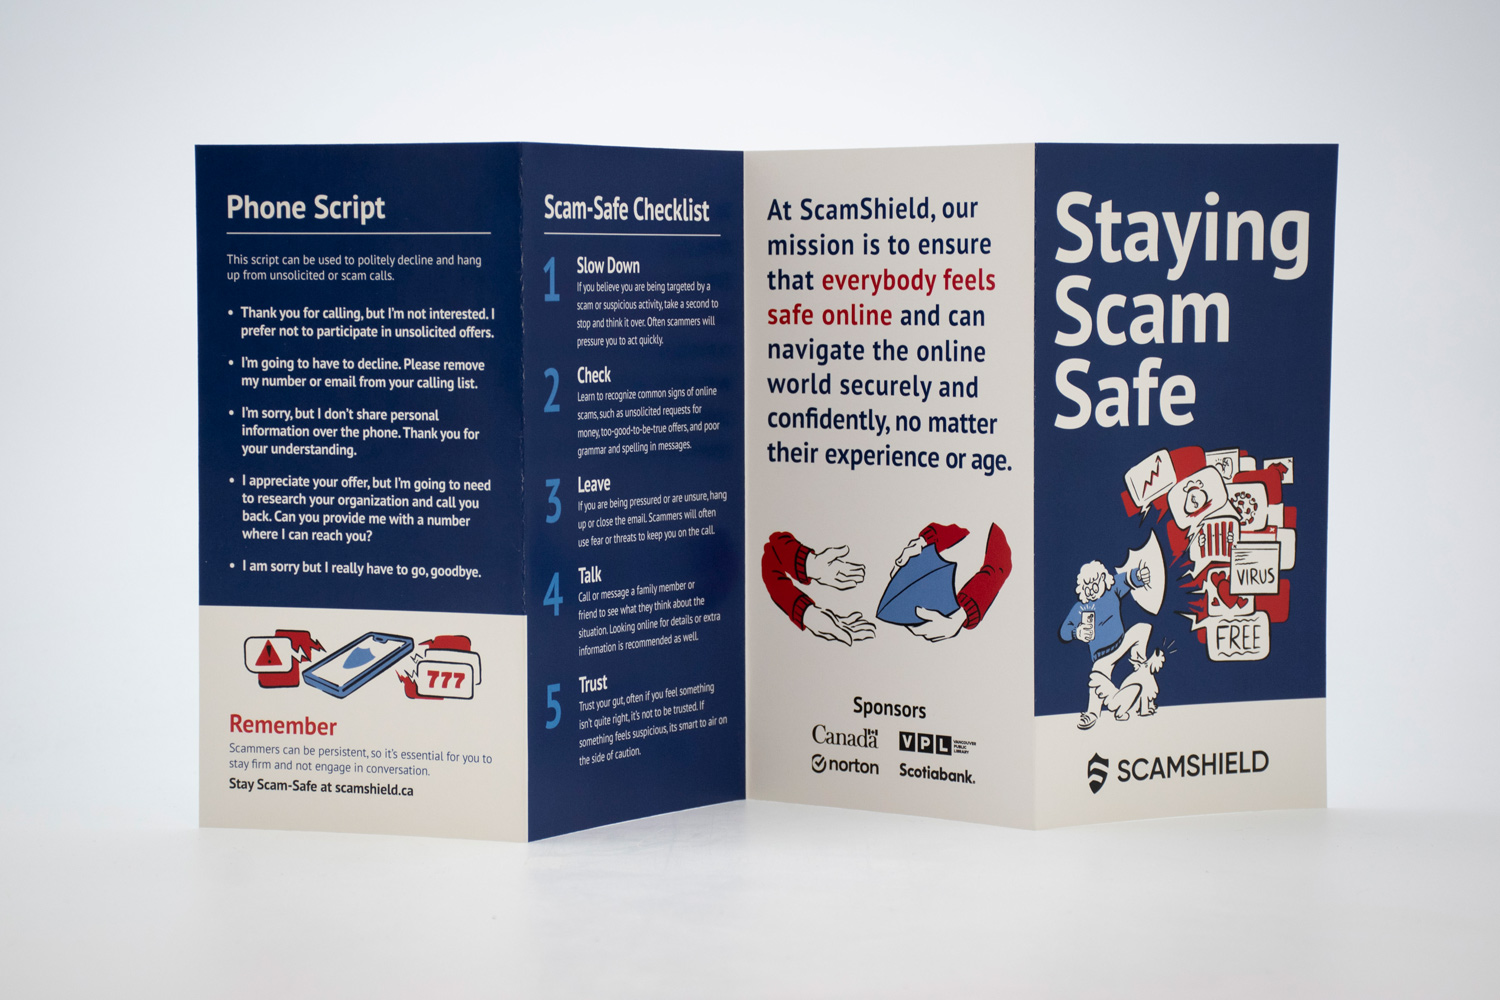 Phone Script
This script can be used to politely decline and hang
up from unsolicited or scam calls.
• Thank you for calling, but I'm not interested. I
prefer not to participate in unsolicited offers.
• I'm going to have to decline. Please remove
my number or email from your calling list.
• I'm sorry, but I don't share personal
information over the phone. Thank you for
your understanding.
• I appreciate your offer, but I'm going to need
to research your organization and call you
back. Can you provide me with a number
where I can reach you?
• I am sorry but I really have to go, goodbye.
777
Remember
Scammers can be persistent, so it's essential for you to
stay firm and not engage in conversation.
Stay Scam-Safe at scamshield.ca
Scam-Safe Checklist
1 Slow Down
If you believe you are being targeted by a
scam or suspicious activity, take a second to
stop and think it over. Often scammers will
pressure you to act quickly.
2 Check
Learn to recognize common signs of online
scams, such as unsolicited requests for
money, too-good-to-be-true offers, and poor
grammar and spelling in messages.
3 Leave
If you are being pressured or are unsure, hang
up or close the email. Scammers will often
use fear or threats to keep you on the call.
4 Talk
Call or message a family member or
friend to see what they think about the
situation. Looking online for details or extra
information is recommended as well.
5 Trust
Trust your gut, often if you feel something
isn't quite right, it's not to be trusted. If
something feels suspicious, its smart to air on
the side of caution.
At ScamShield, our
mission is to ensure
that everybody feels
safe online and can
navigate the online
world securely and
confidently, no matter
their experience or age.
Sponsors
Canada
VPL VANCOUVER
PUBLIC
LIBRARY
norton
Scotiabank.
Staying
Scam
Safe
$
VIRUS
FREE
SCAMSHIELD